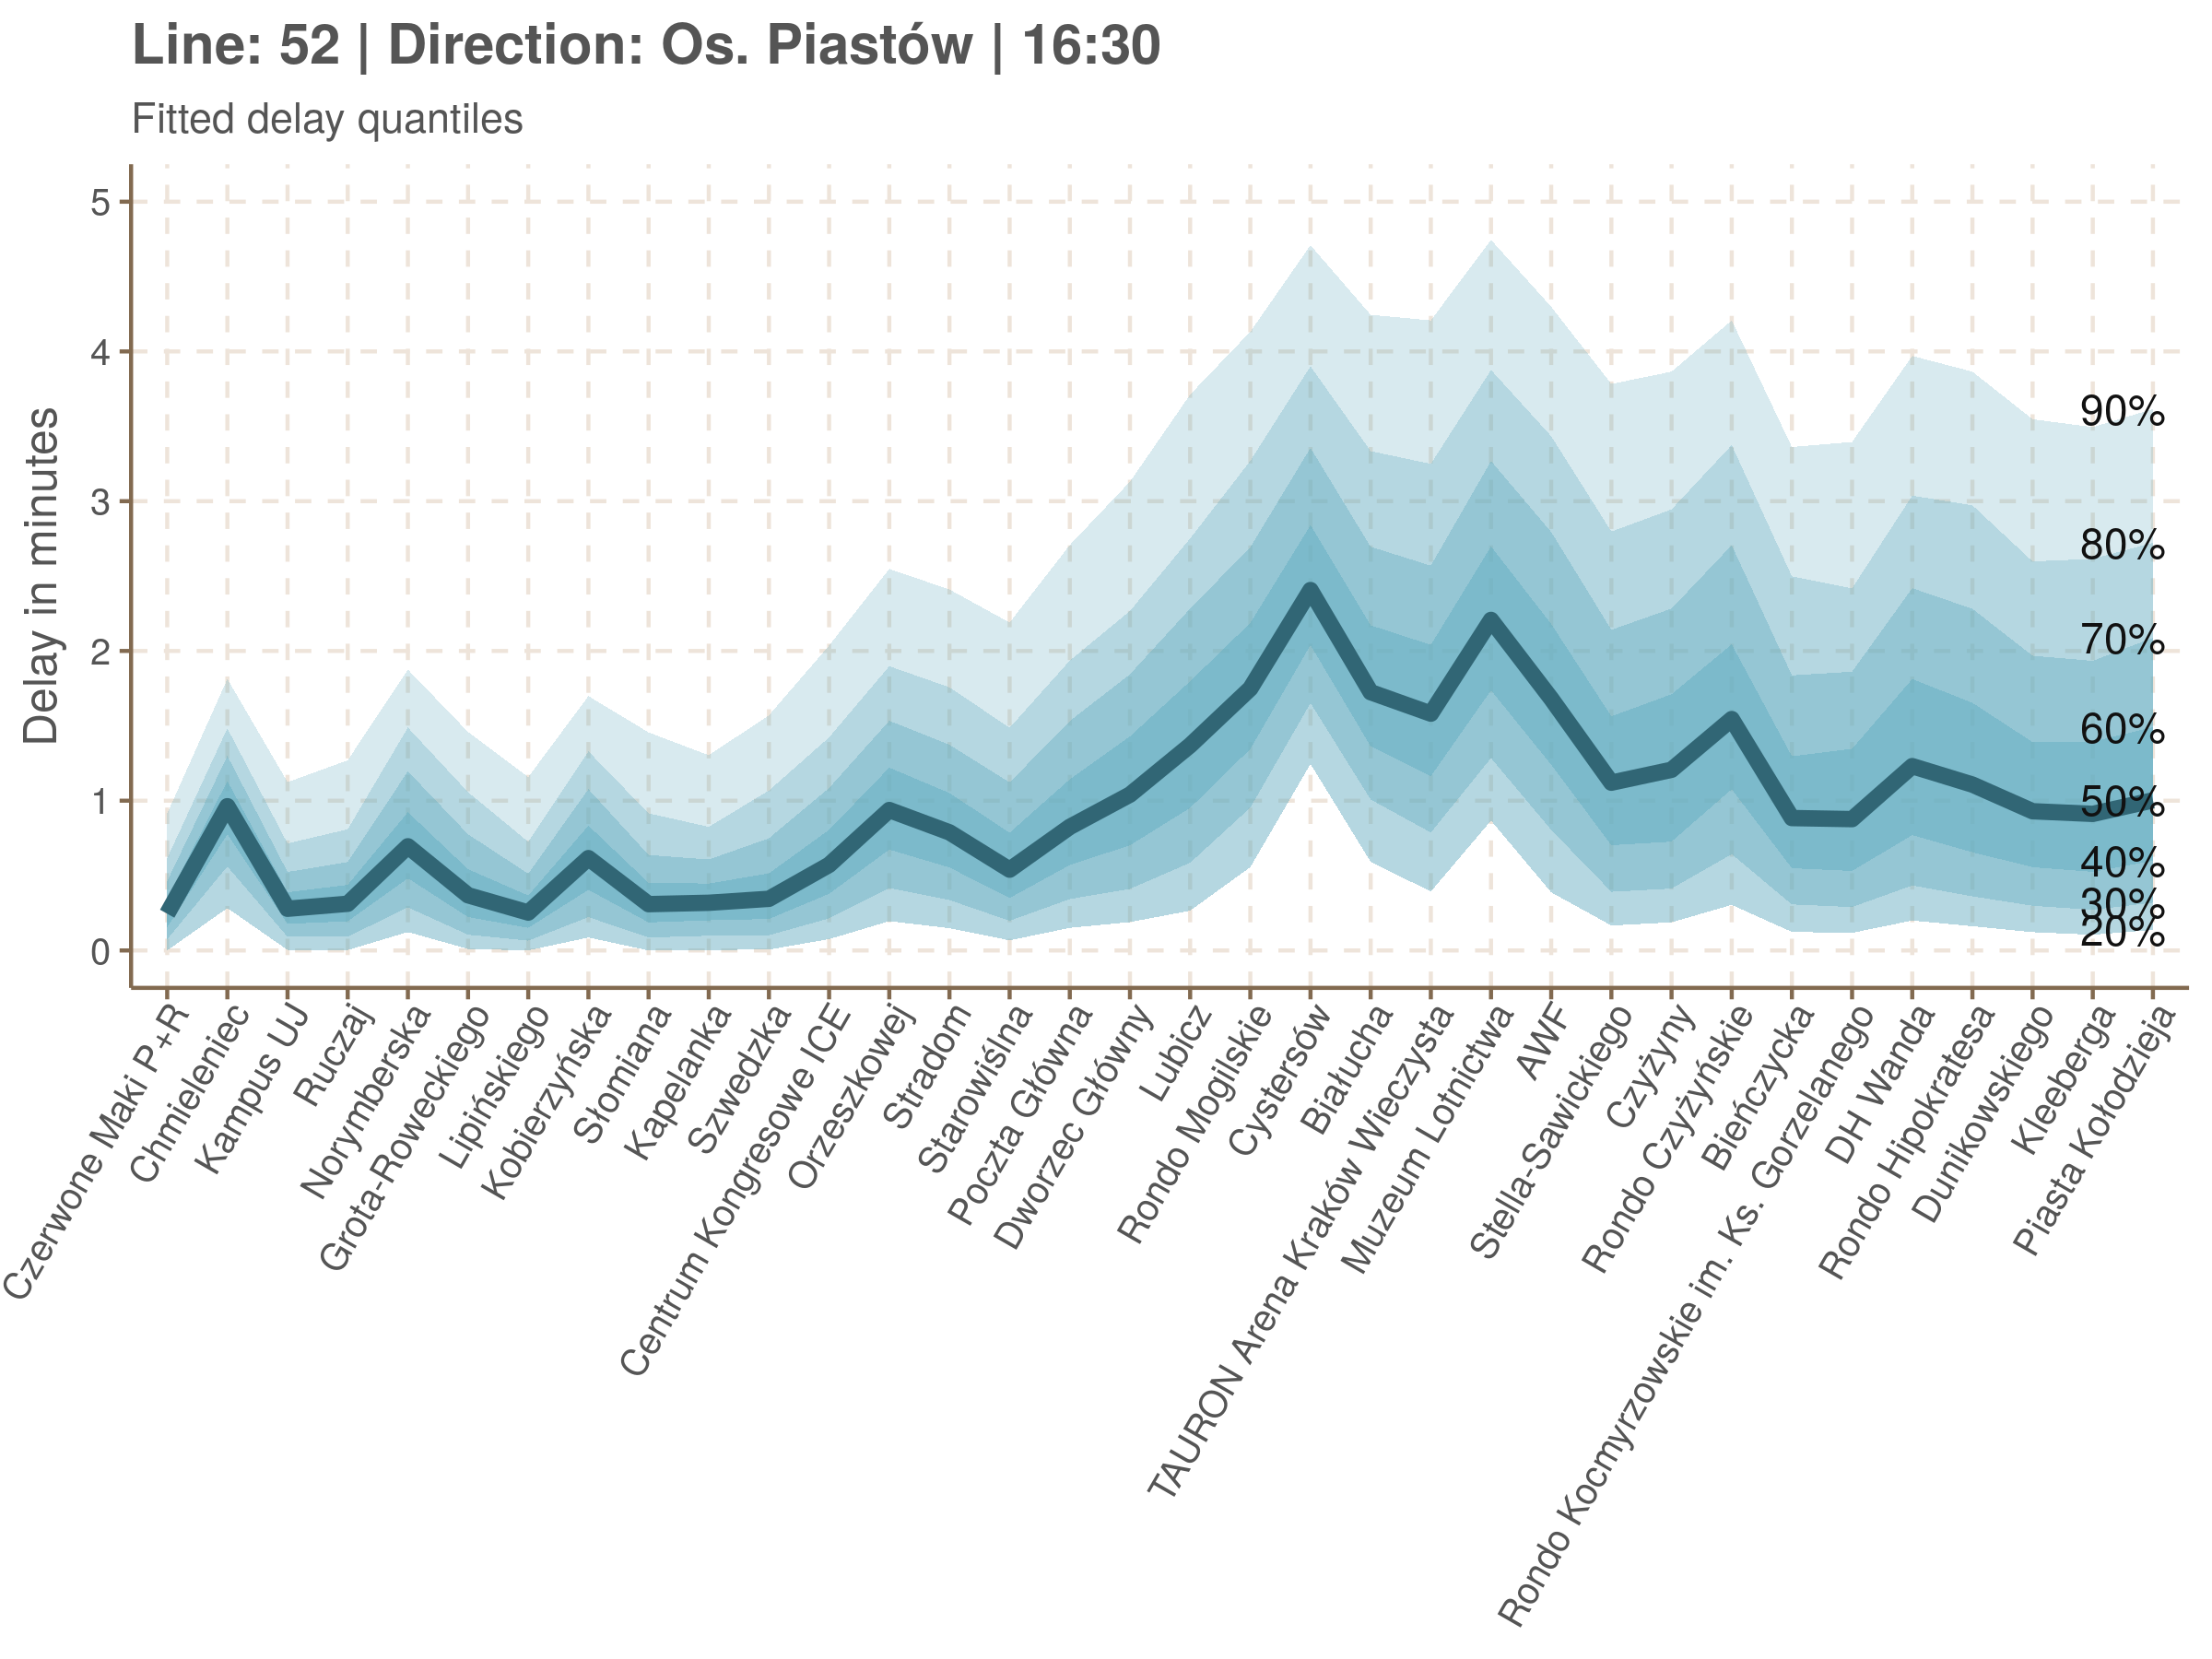 Line: 52 | Direction: Os. Piastów | 16:30
Fitted delay quantiles
Delay in minutes
5
4
3
2
1
0
90%
80%
70%
60%
50%
40%
30%
20%
Czerwone Maki P+R
Chmieleniec
Kampus UJ
Ruczaj
Norymberska
Grota-Roweckiego
Lipińskiego
Kobierzyńska
Słomiana
Kapelanka
Szwedzka
Centrum Kongresowe ICE
Orzeszkowej
Stradom
Starowiślna
Poczta Główna
Dworzec Główny
Lubicz
Rondo Mogilskie
Cystersów
Białucha
TAURON Arena Kraków Wieczysta
Muzeum Lotnictwa
AWF
Stella-Sawickiego
Czyżyny
Rondo Czyżyńskie
Bieńczycka
Rondo Kocmyrzowskie im. Ks. Gorzelanego
DH Wanda
Rondo Hipokratesa
Dunikowskiego
Kleeberga
Piasta Kołodzieja